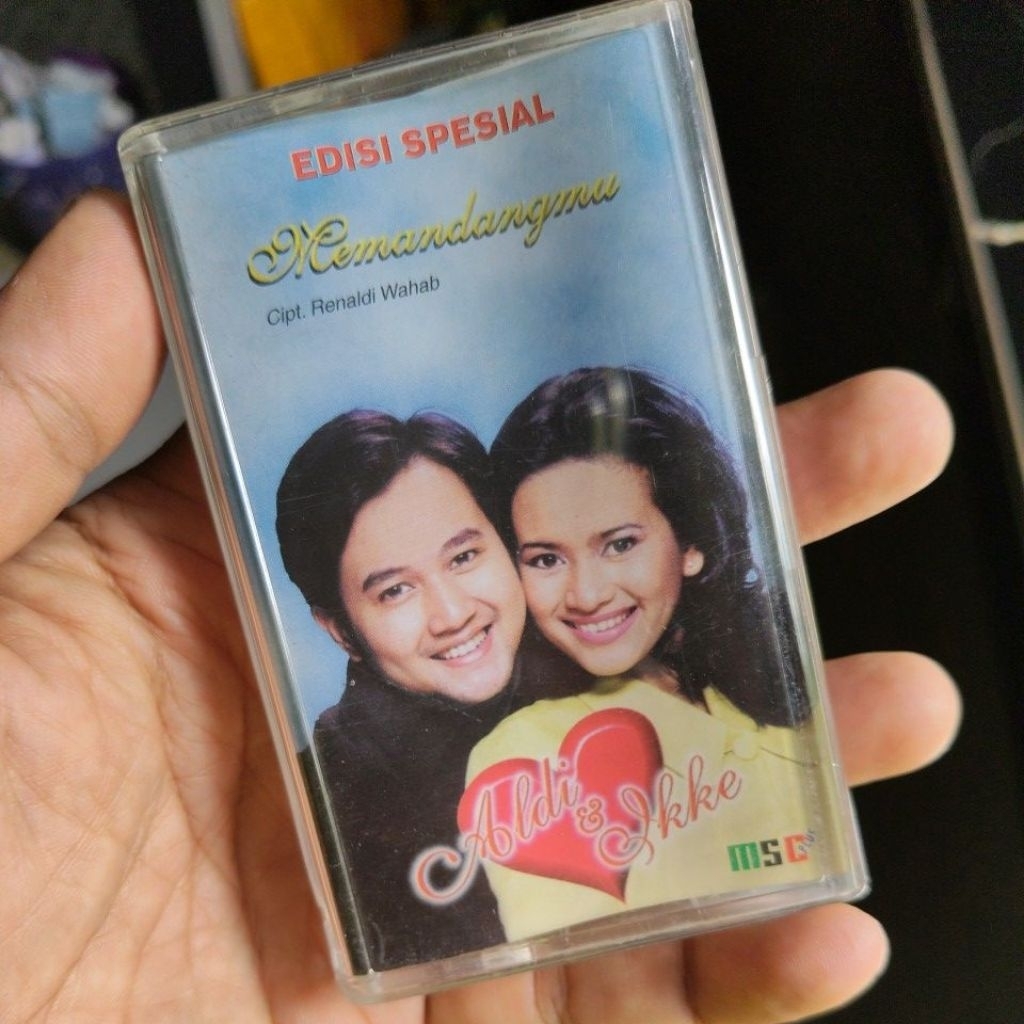 EDISI SPESIAL
Memandangmu
Cipt. Renaldi Wahab
Aldi & Ikke
MSC